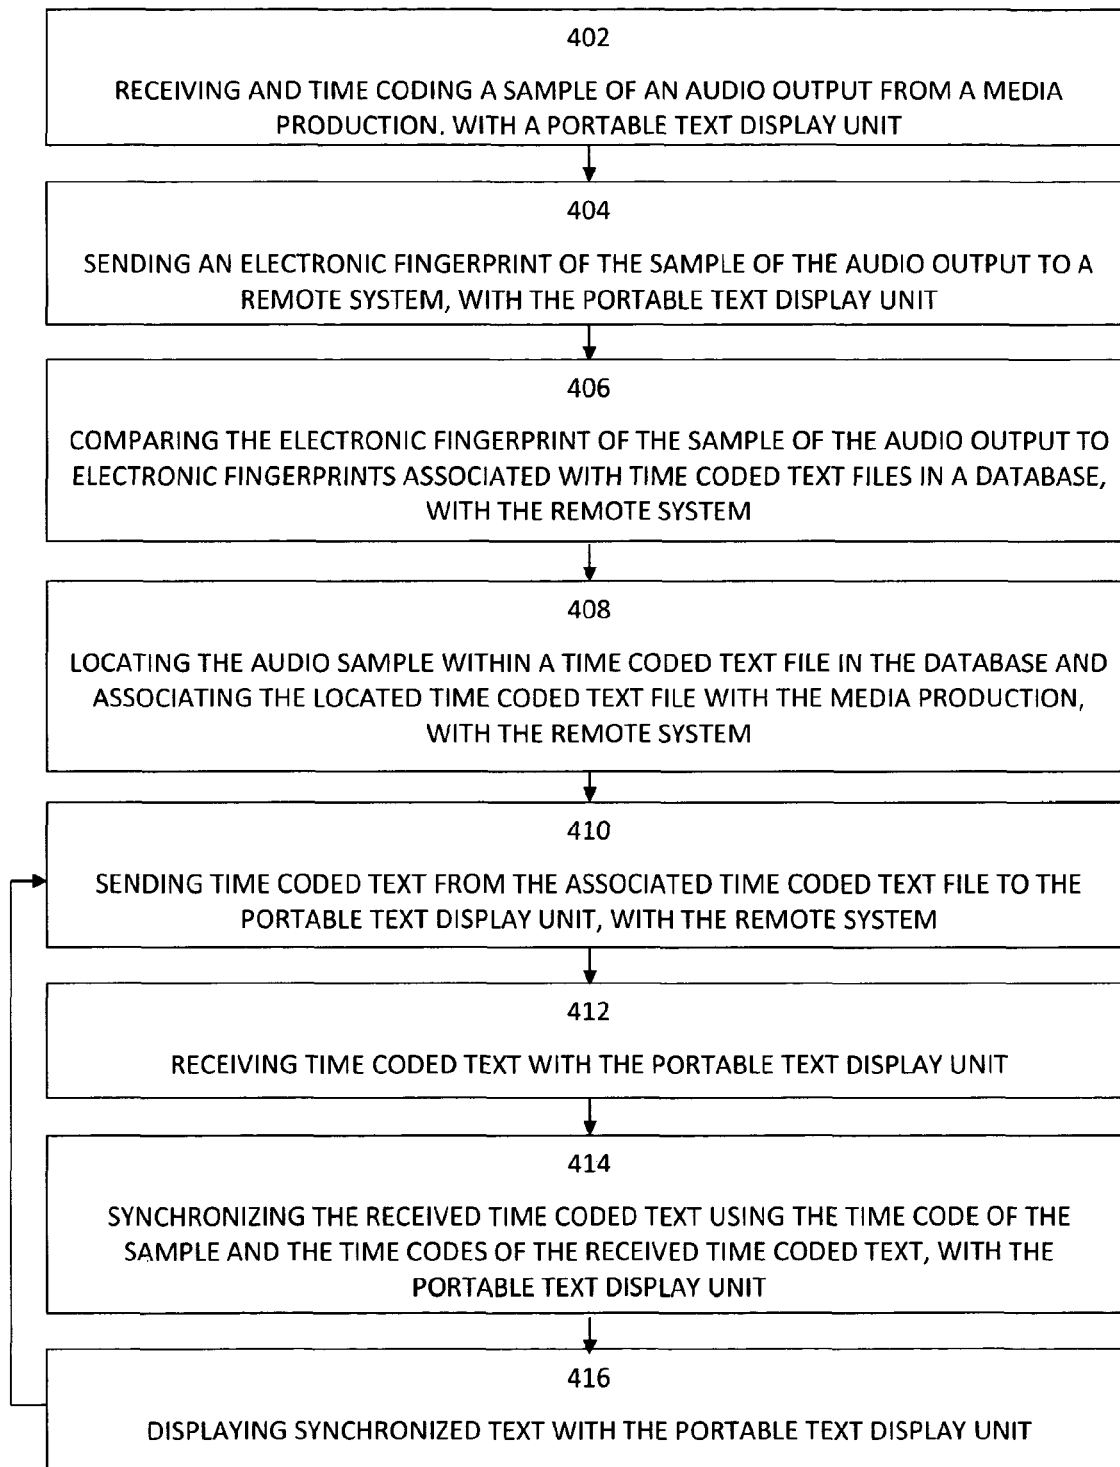 402
RECEIVING AND TIME CODING A SAMPLE OF AN AUDIO OUTPUT FROM A MEDIA
PRODUCTION. WITH A PORTABLE TEXT DISPLAY UNIT
404
SENDING AN ELECTRONIC FINGERPRINT OF THE SAMPLE OF THE AUDIO OUTPUT TO A
REMOTE SYSTEM, WITH THE PORTABLE TEXT DISPLAY UNIT
406
COMPARING THE ELECTRONIC FINGERPRINT OF THE SAMPLE OF THE AUDIO OUTPUT TO
ELECTRONIC FINGERPRINTS ASSOCIATED WITH TIME CODED TEXT FILES IN A DATABASE,
WITH THE REMOTE SYSTEM
408
LOCATING THE AUDIO SAMPLE WITHIN A TIME CODED TEXT FILE IN THE DATABASE AND
ASSOCIATING THE LOCATED TIME CODED TEXT FILE WITH THE MEDIA PRODUCTION,
WITH THE REMOTE SYSTEM
410
SENDING TIME CODED TEXT FROM THE ASSOCIATED TIME CODED TEXT FILE TO THE
PORTABLE TEXT DISPLAY UNIT, WITH THE REMOTE SYSTEM
412
RECEIVING TIME CODED TEXT WITH THE PORTABLE TEXT DISPLAY UNIT
414
SYNCHRONIZING THE RECEIVED TIME CODED TEXT USING THE TIME CODE OF THE
SAMPLE AND THE TIME CODES OF THE RECEIVED TIME CODED TEXT, WITH THE
PORTABLE TEXT DISPLAY UNIT
416
DISPLAYING SYNCHRONIZED TEXT WITH THE PORTABLE TEXT DISPLAY UNIT